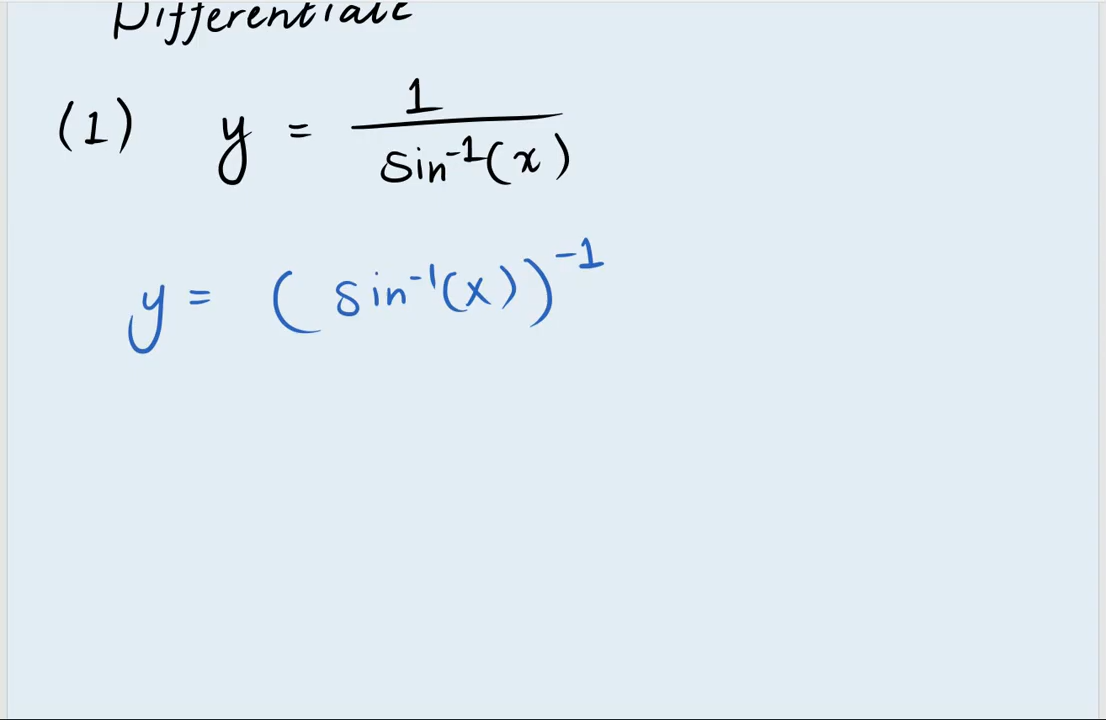 Differentiate
(1) y = 1 / sin⁻¹(x)
y = (sin⁻¹(x))⁻¹